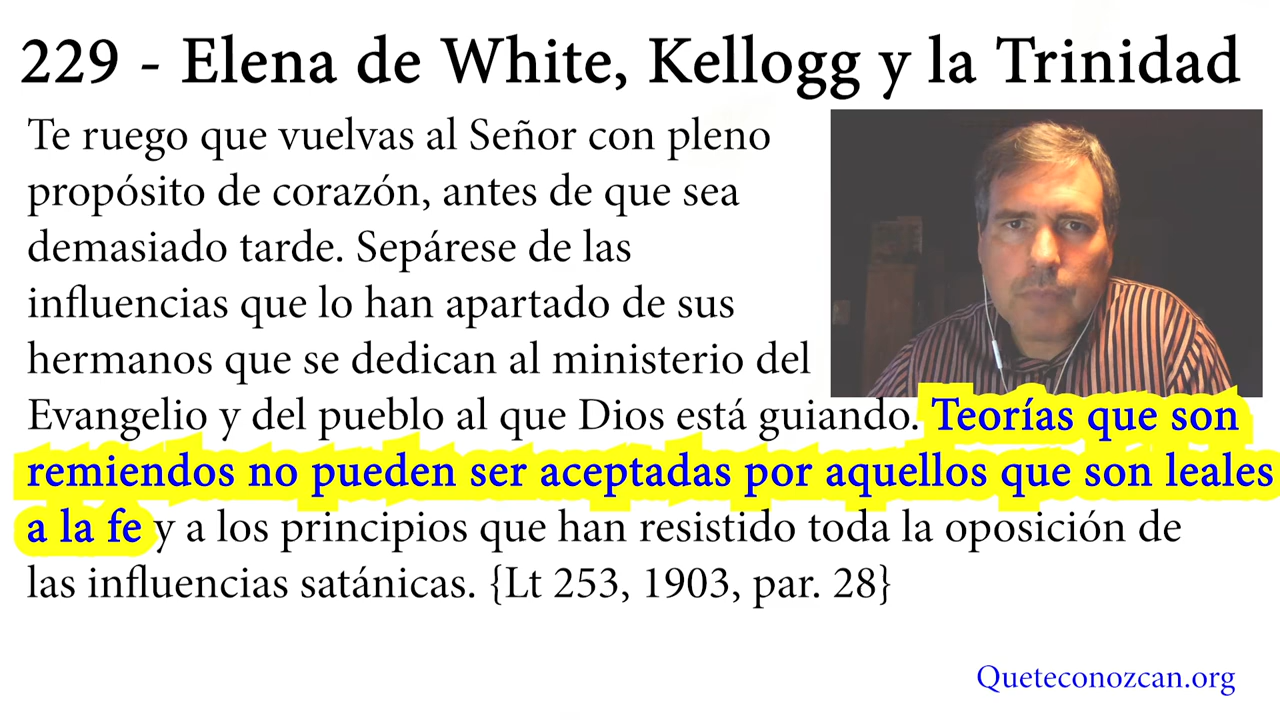 229 - Elena de White, Kellogg y la Trinidad
Te ruego que vuelvas al Señor con pleno
propósito de corazón, antes de que sea
demasiado tarde. Sepárese de las
influencias que lo han apartado de sus
hermanos que se dedican al ministerio del
Evangelio y del pueblo al que Dios está guiando. Teorías que son
remiendos no pueden ser aceptadas por aquellos que son leales
a la fe y a los principios que han resistido toda la oposición de
las influencias satánicas. {Lt 253, 1903, par. 28}
Queteconozcan.org